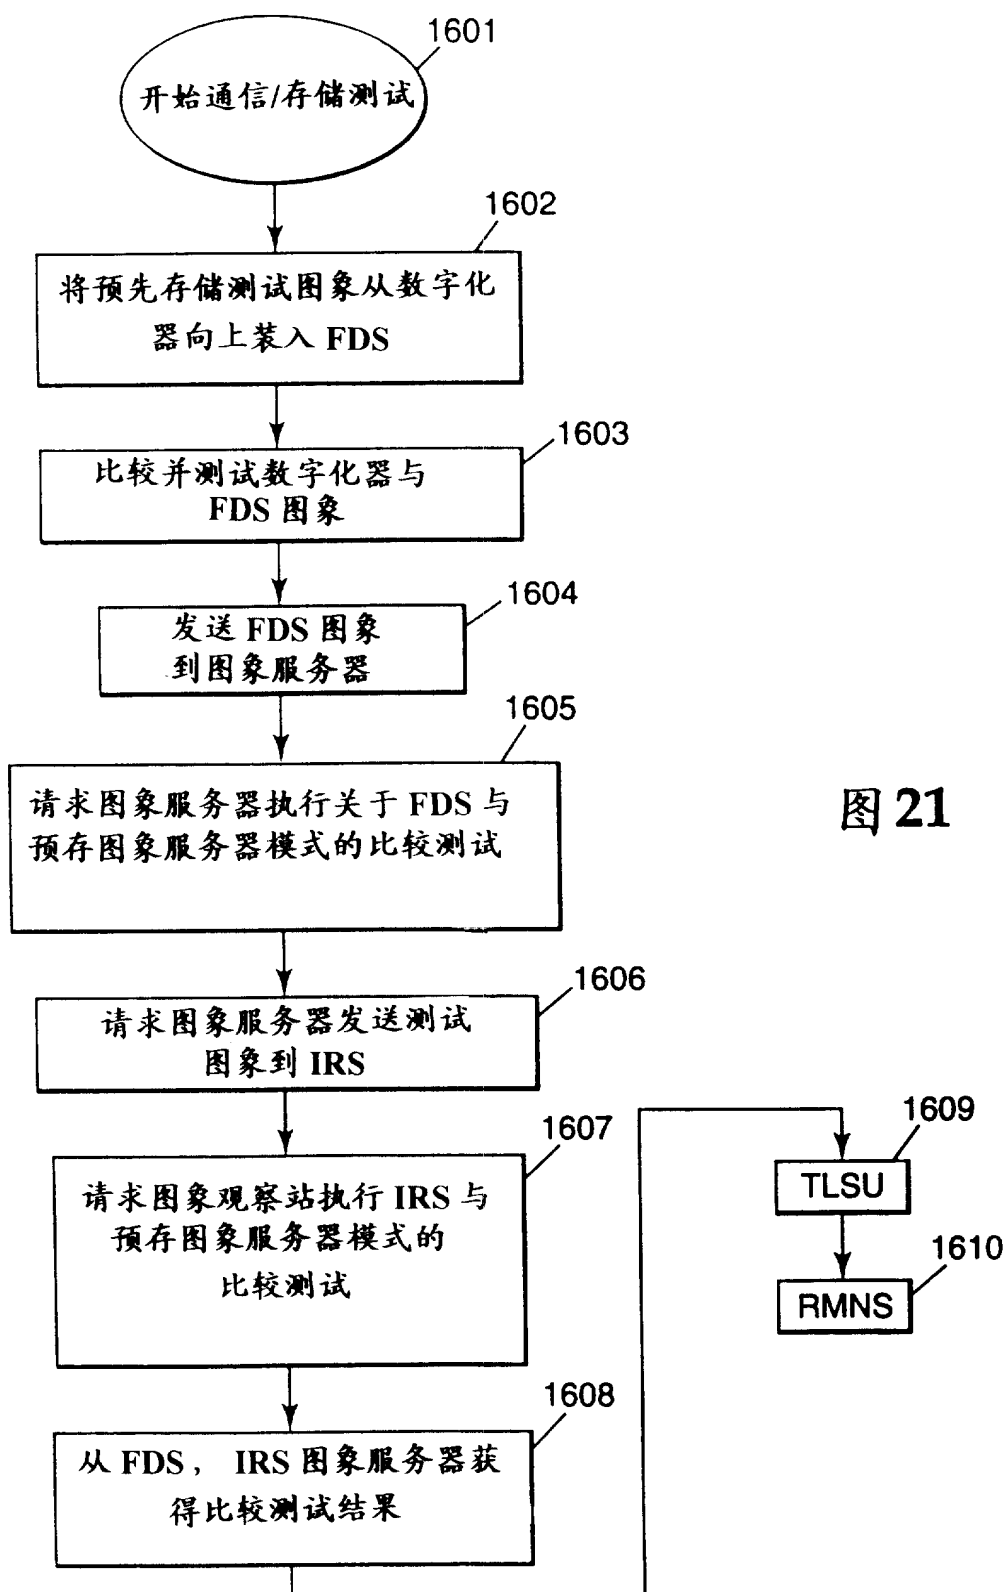 1601
开始通信/存储测试
1602
将预先存储测试图象从数字化
器向上装入 FDS
1603
比较并测试数字化器与
FDS 图象
1604
发送 FDS 图象
到图象服务器
1605
请求图象服务器执行关于 FDS 与
预存图象服务器模式的比较测试
图 21
1606
请求图象服务器发送测试
图象到 IRS
1607
请求图象观察站执行 IRS 与
预存图象服务器模式的
比较测试
1608
从 FDS， IRS 图象服务器获
得比较测试结果
1609
TLSU
1610
RMNS